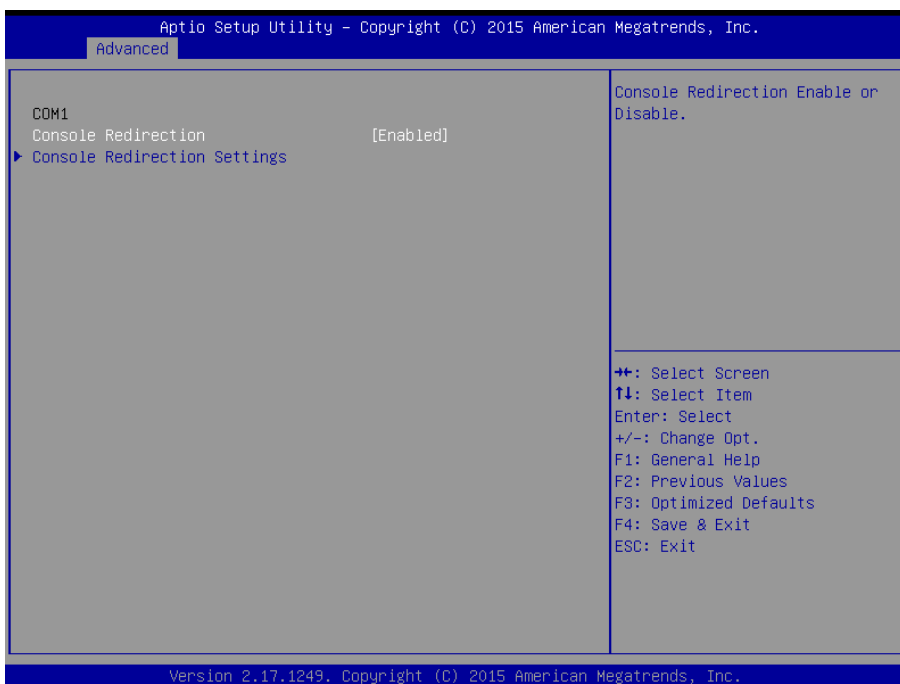 Aptio Setup Utility – Copyright (C) 2015 American Megatrends, Inc.
Advanced
COM1
Console Redirection [Enabled]
▶ Console Redirection Settings
Console Redirection Enable or
Disable.
→←: Select Screen
↑↓: Select Item
Enter: Select
+/-: Change Opt.
F1: General Help
F2: Previous Values
F3: Optimized Defaults
F4: Save & Exit
ESC: Exit
Version 2.17.1249. Copyright (C) 2015 American Megatrends, Inc.